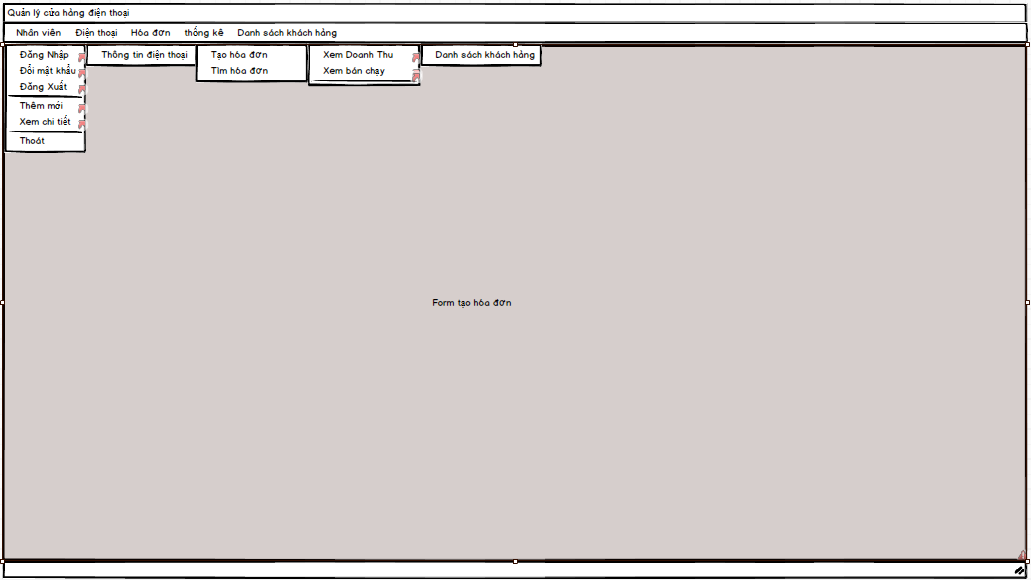 Quản lý cửa hàng điện thoại
Nhân viên Điện thoại Hóa đơn thống kê Danh sách khách hàng
Đăng Nhập
Đổi mật khẩu
Đăng Xuất
Thêm mới
Xem chi tiết
Thoát
Thông tin điện thoại
Tạo hóa đơn
Tìm hóa đơn
Xem Doanh Thu
Xem bán chạy
Danh sách khách hàng
Form tạo hóa đơn